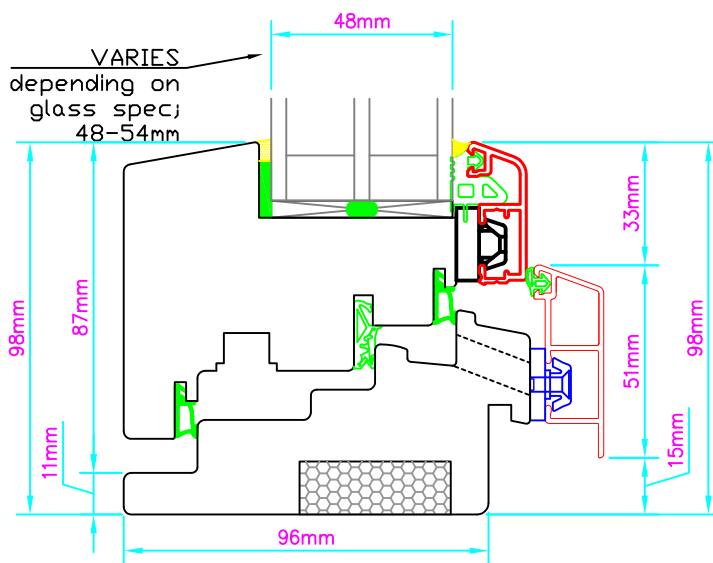 48mm
VARIES
depending on
glass spec;
48-54mm
98mm
87mm
11mm
33mm
51mm
15mm
98mm
96mm